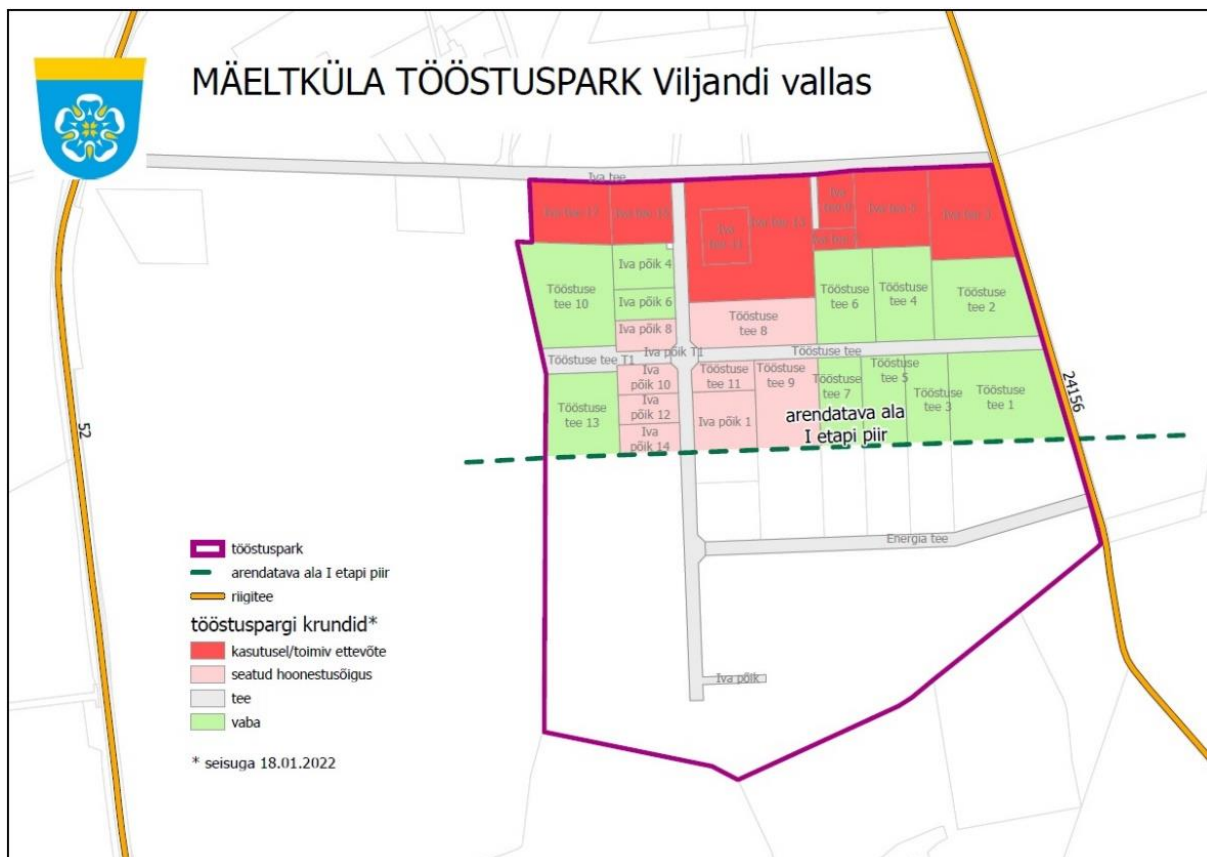 MÄELTKÜLA TÖÖSTUSPARK Viljandi vallas
Iva tee
Iva tee 17
Iva tee 15
Iva tee 13
Iva
Iva
Iva tee
Iva tee
Iva tee
Iva põik 4
Tööstuse
tee 10
Iva põik 6
Iva põik 8
Tööstuse
tee 8
Tööstuse
tee 6
Tööstuse
tee 4
Tööstuse
tee 2
Tööstuse tee T1
Iva põik T1
Tööstuse tee
Iva
põik 10
Tööstuse
tee 11
Tööstuse
tee 9
Tööstuse
tee 7
Tööstuse
tee 5
Tööstuse
tee 3
Tööstuse
tee 1
24156
Tööstuse
tee 13
Iva
põik 12
Iva põik 1
Iva
põik 14
arendatava ala
I etapi piir
52
Energia tee
Iva põik
tööstuspark
arendatava ala I etapi piir
riigitee
tööstuspargi krundid*
kasutusel/toimiv ettevõte
seatud hoonestusõigus
tee
vaba
* seisuga 18.01.2022